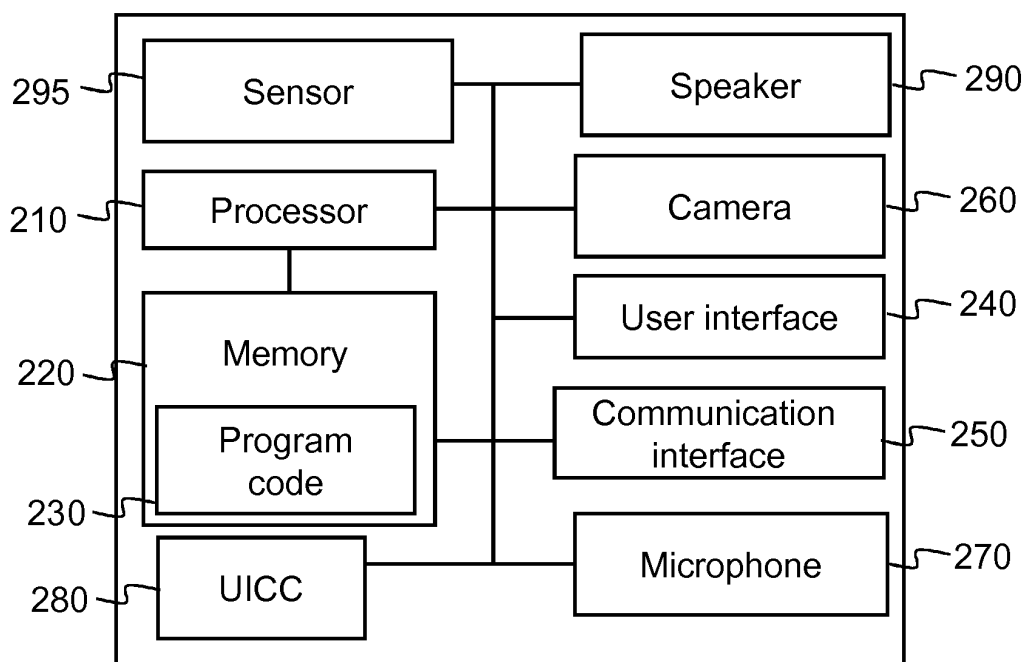 295
Sensor
Speaker
290
210
Processor
Camera
260
User interface
240
220
Memory
Communication
interface
250
Program
code
230
280
UICC
Microphone
270